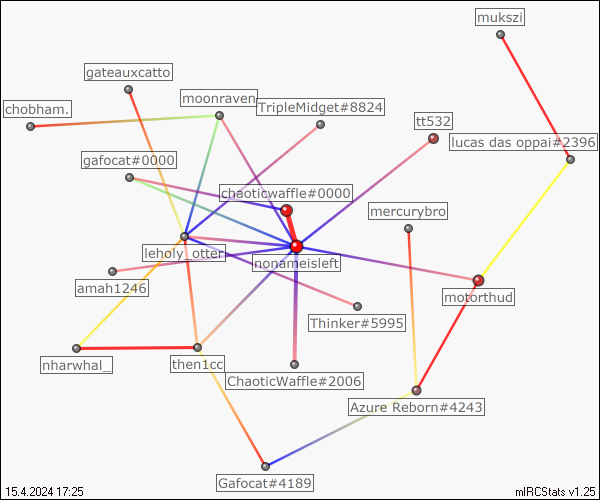 mukszi
gateauxcatto
moonraven
chobham.
TripleMidget#8824
tt532
lucas das oppai#2396
gafocat#0000
chaoticwaffle#0000
mercurybro
leholy_otter
nonameisleft
amah1246
motorthud
Thinker#5995
nharwhal_
then1cc
ChaoticWaffle#2006
Azure Reborn#4243
Gafocat#4189
15.4.2024 17:25
mIRCStats v1.25